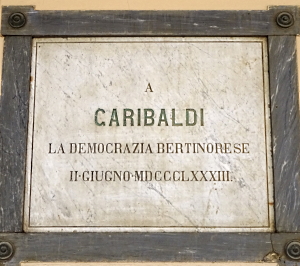 A
GARIBALDI
LA DEMOCRAZIA BERTINORESE
II·GIUGNO·MDCCCLXXXIII.